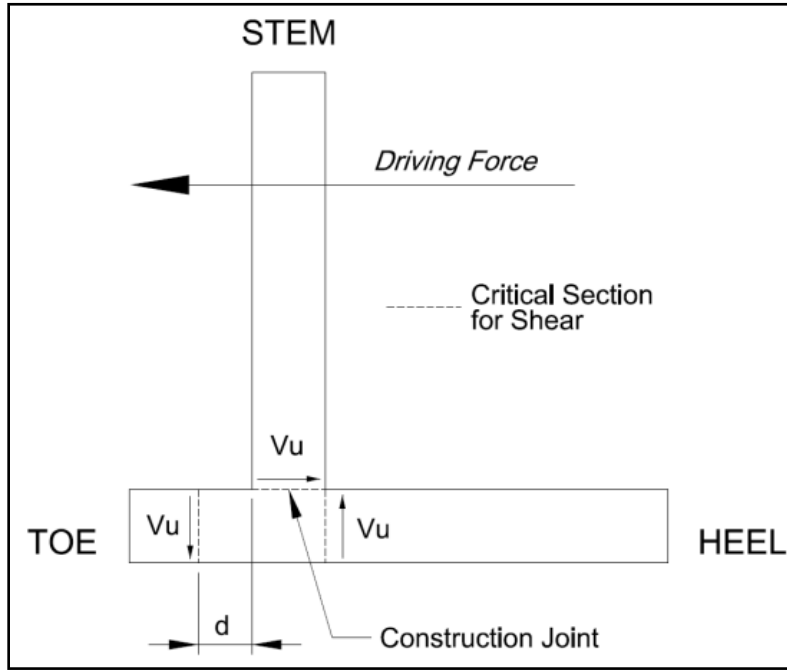 STEM
Driving Force
Critical Section
for Shear
Vu
TOE
Vu
Vu
HEEL
d
Construction Joint